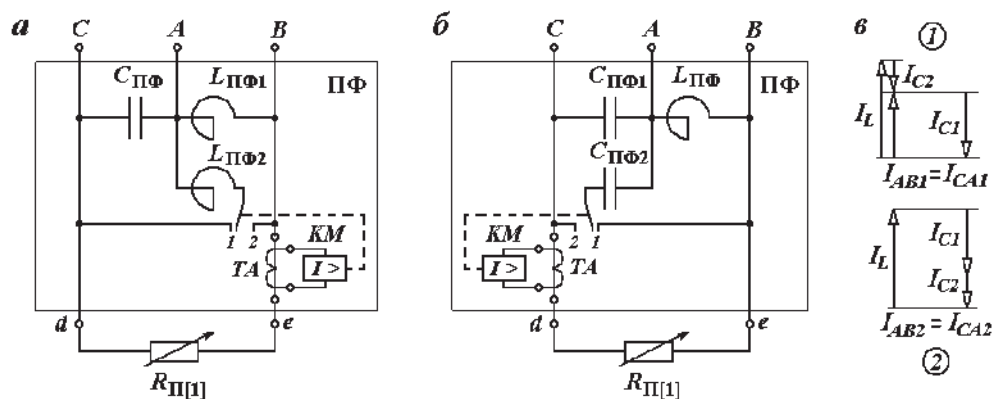 а
C
A
B
ПФ
C ПФ
L ПФ1
L ПФ2
1
2
KM
TA
I >
d
e
R П[1]
б
C
A
B
ПФ
C ПФ1
L ПФ
C ПФ2
2
1
KM
TA
I >
d
e
R П[1]
в
1
I C2
I L
I C1
I AB1 = I CA1
I C1
I L
I C2
I AB2 = I CA2
2